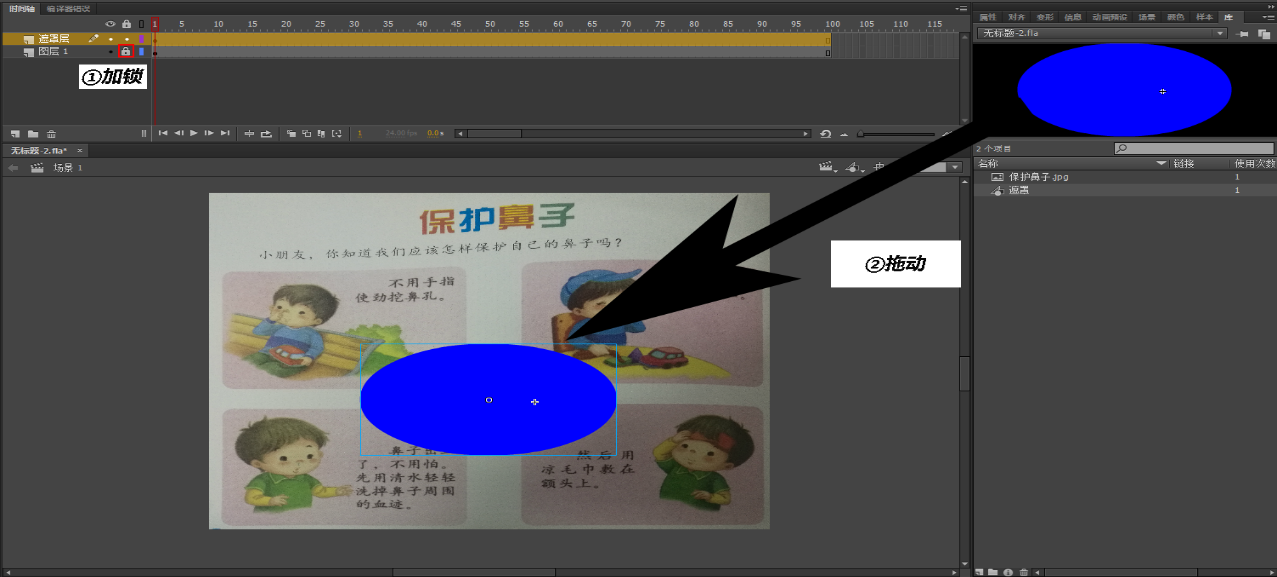 时间轴 编译器错误
1 5 10 15 20 25 30 35 40 45 50 55 60 65 70 75 80 85 90 95 100 105 110 115
遮罩层
图层 1
①加锁
1 24.00 fps 0.0 s
无标题-2.fla* ×
场景 1
保护鼻子
小朋友，你知道我们应该怎样保护自己的鼻子吗？
不用手指
使劲挖鼻孔。
鼻子出
了，不用怕。
先用清水轻轻
洗掉鼻子周围
的血迹。
然后用
凉毛巾敷在
额头上。
②拖动
属性 对齐 变形 信息 动画预设 场景 颜色 样本 库
无标题-2.fla
2 个项目
名称 链接 使用次数
保护鼻子.jpg 1
遮罩 1